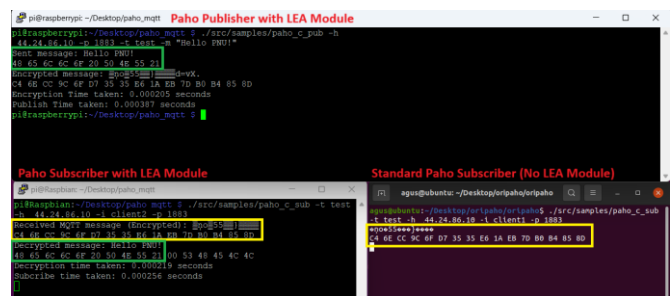 pi@raspberrypi: ~/Desktop/paho_mqtt
Paho Publisher with LEA Module
pi@raspberrypi:~/Desktop/paho_mqtt $ ./src/samples/paho_c_pub -h
44.24.86.10 -p 1883 -t test -m "Hello PNU!"
Sent message: Hello PNU!
48 65 6C 6C 6F 20 50 4E 55 21
Encrypted message:
C4 6E CC 9C 6F D7 35 35 E6 1A EB 7D B0 B4 85 8D
Encryption Time taken: 0.000205 seconds
Publish Time taken: 0.000387 seconds
pi@raspberrypi:~/Desktop/paho_mqtt $
Paho Subscriber with LEA Module
pi@Raspbian: ~/Desktop/paho_mqtt
pi@Raspbian:~/Desktop/paho_mqtt $ ./src/samples/paho_c_sub -t test
-h 44.24.86.10 -i client2 -p 1883
Received MQTT message (Encrypted):
C4 6E CC 9C 6F D7 35 35 E6 1A EB 7D B0 B4 85 8D
Decrypted message: Hello PNU!
48 65 6C 6C 6F 20 50 4E 55 21 00 53 48 45 4C 4C
Decryption time taken: 0.000219 seconds
Subcribe time taken: 0.000256 seconds
Standard Paho Subscriber (No LEA Module)
agus@ubuntu: ~/Desktop/oripaho/oripaho
agus@ubuntu:~/Desktop/oripaho/oripaho$ ./src/samples/paho_c_sub
-t test -h 44.24.86.10 -i client1 -p 1883
C4 6E CC 9C 6F D7 35 35 E6 1A EB 7D B0 B4 85 8D